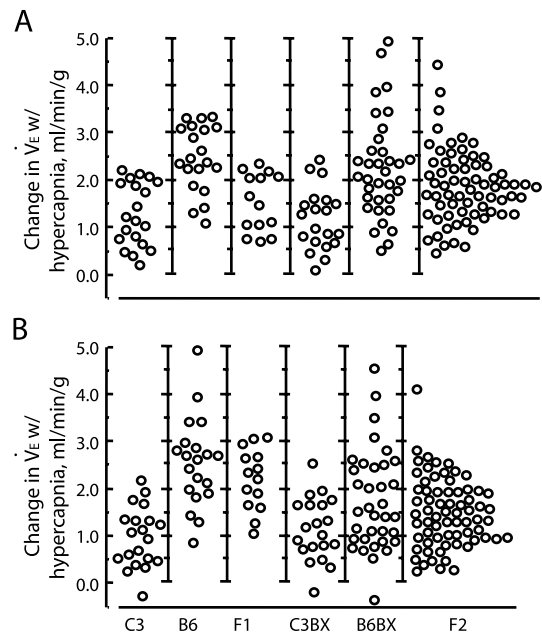 A
Change in V̇E w/
hypercapnia, ml/min/g
5.0
4.0
3.0
2.0
1.0
0.0
B
Change in V̇E w/
hypercapnia, ml/min/g
5.0
4.0
3.0
2.0
1.0
0.0
C3 B6 F1 C3BX B6BX F2